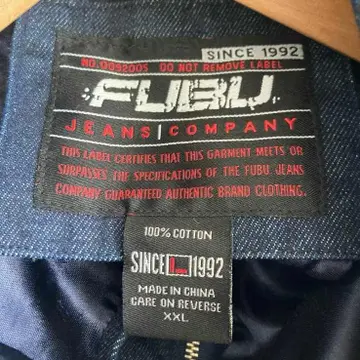 SINCE 1992
NO.0092005 DO NOT REMOVE LABEL
FUBU
JEANS|COMPANY
THIS LABEL CERTIFIES THAT THIS GARMENT MEETS OR
SURPASSES THE SPECIFICATIONS OF THE FUBU JEANS
COMPANY GUARANTEED AUTHENTIC BRAND CLOTHING.
100% COTTON
SINCE 1992
MADE IN CHINA
CARE ON REVERSE
XXL